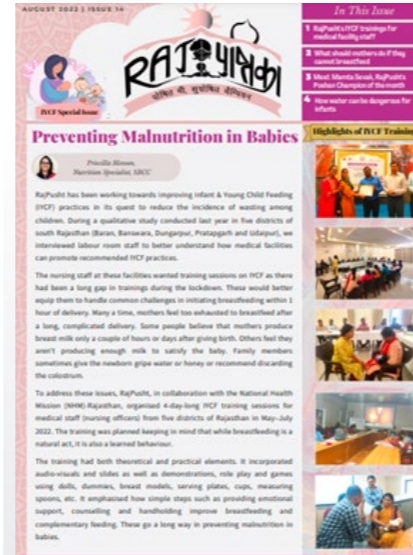 AUGUST 2022 | ISSUE 14
RAJ पुष्टिका
पोषित माँ, सुपोषित चैम्पियन
IYCF Special Issue
In This Issue
1 RajPusht's IYCF trainings for
medical facility staff
2 What should mothers do if they
cannot breastfeed
3 Meet: Mamta Sevak, RajPusht's
Poshan Champion of the month
4 How water can be dangerous for
infants
Preventing Malnutrition in Babies
Nutrition Specialist, SBCC
RajPusht has been working towards improving Infant & Young Child Feeding
(IYCF) practices in its quest to reduce the incidence of wasting among
children. During a qualitative study conducted last year in five districts of
south Rajasthan (Baran, Banswara, Dungarpur, Pratapgarh and Udaipur), we
interviewed labour room staff to better understand how medical facilities
can promote recommended IYCF practices.
The nursing staff at these facilities wanted training sessions on IYCF as there
had been a long gap in trainings during the lockdown. These would better
equip them to handle common challenges in initiating breastfeeding within 1
hour of delivery. Many a time, mothers feel too exhausted to breastfeed after
a long, complicated delivery. Some people believe that mothers produce
breast milk only a couple of hours or days after giving birth. Others feel they
aren't producing enough milk to satisfy the baby. Family members
sometimes give the newborn gripe water or honey or recommend discarding
the colostrum.
To address these issues, RajPusht, in collaboration with the National Health
Mission (NHM)-Rajasthan, organised 4-day-long IYCF training sessions for
medical staff (nursing officers) from five districts of Rajasthan in May-July
2022. The training was planned keeping in mind that while breastfeeding is a
natural act, it is also a learned behaviour.
The training had both theoretical and practical elements. It incorporated
audio-visuals and slides as well as demonstrations, role play and games
using dolls, dummies, breast models, serving plates, cups, measuring
spoons, etc. It emphasised how simple steps such as providing emotional
support, counselling and handholding improve breastfeeding and
complementary feeding. These go a long way in preventing malnutrition in
babies.
Highlights of IYCF Training